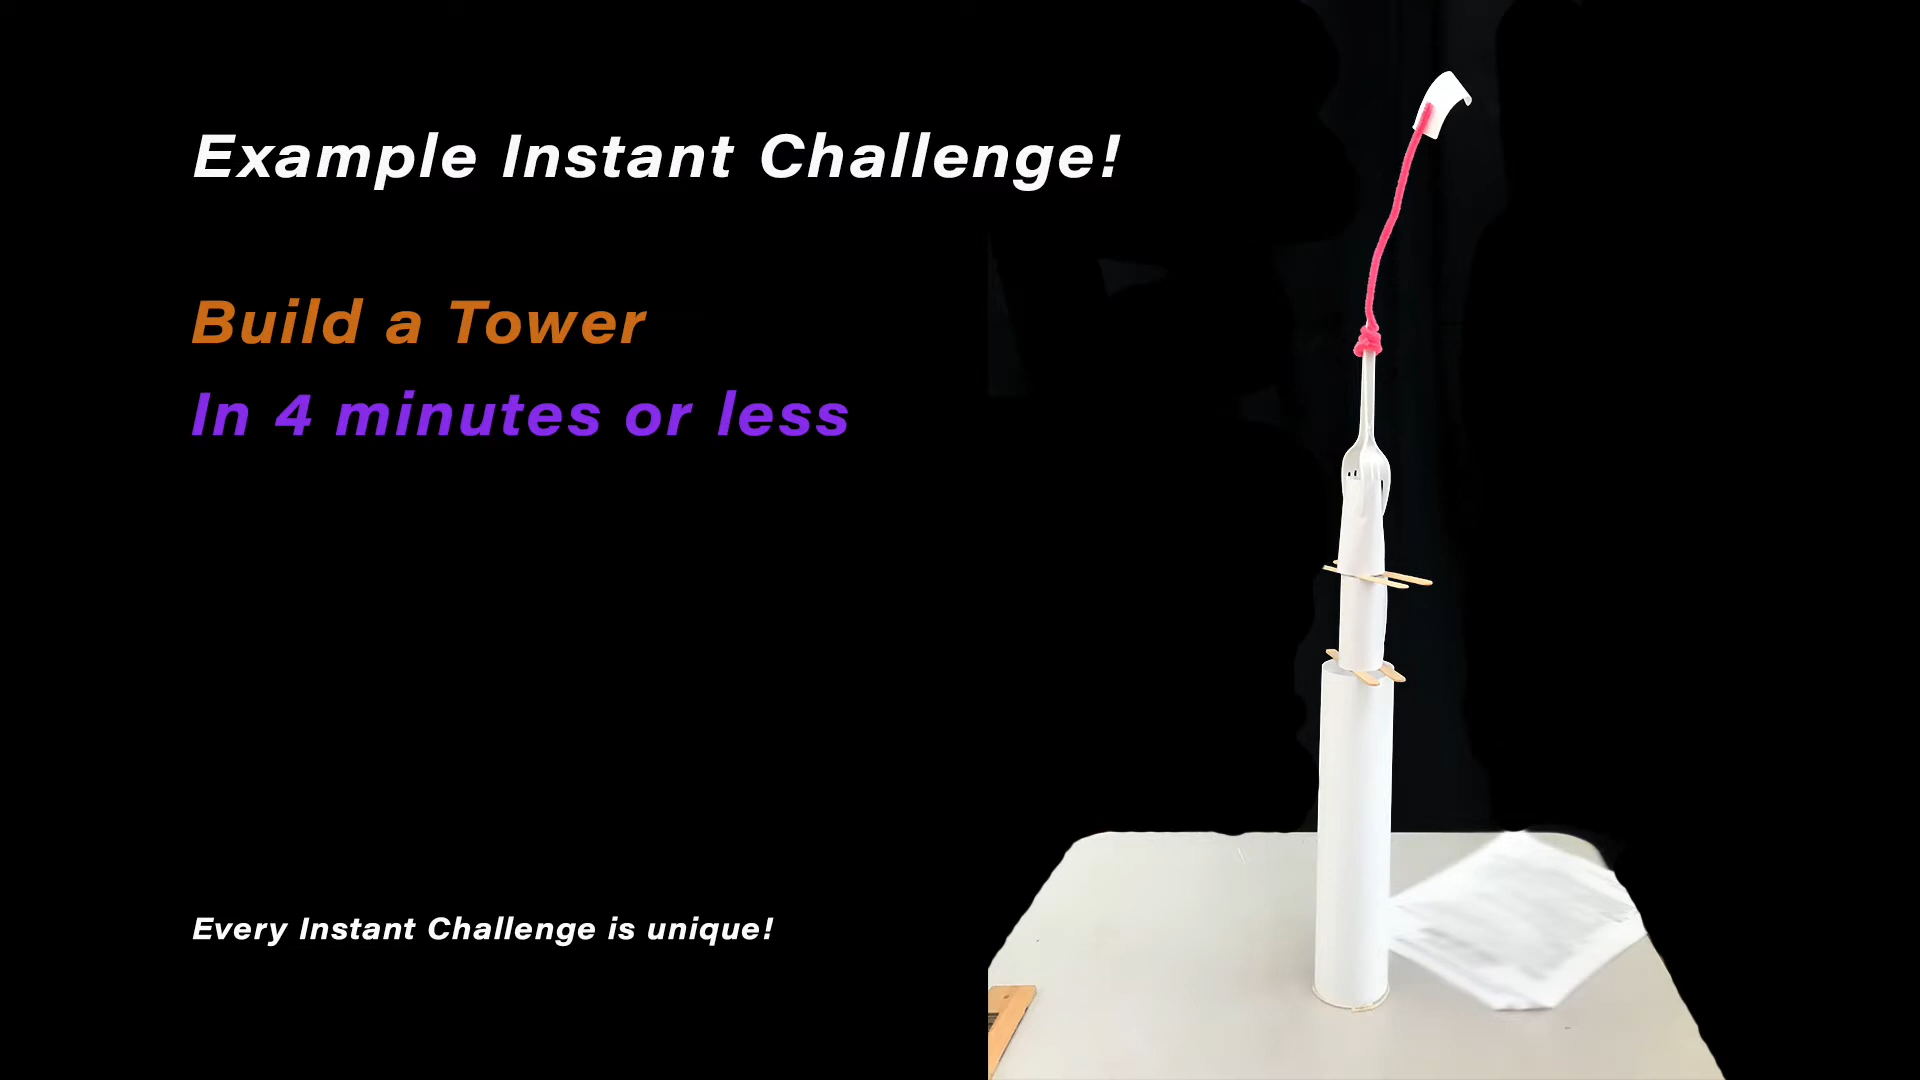 Example Instant Challenge!
Build a Tower
In 4 minutes or less
Every Instant Challenge is unique!